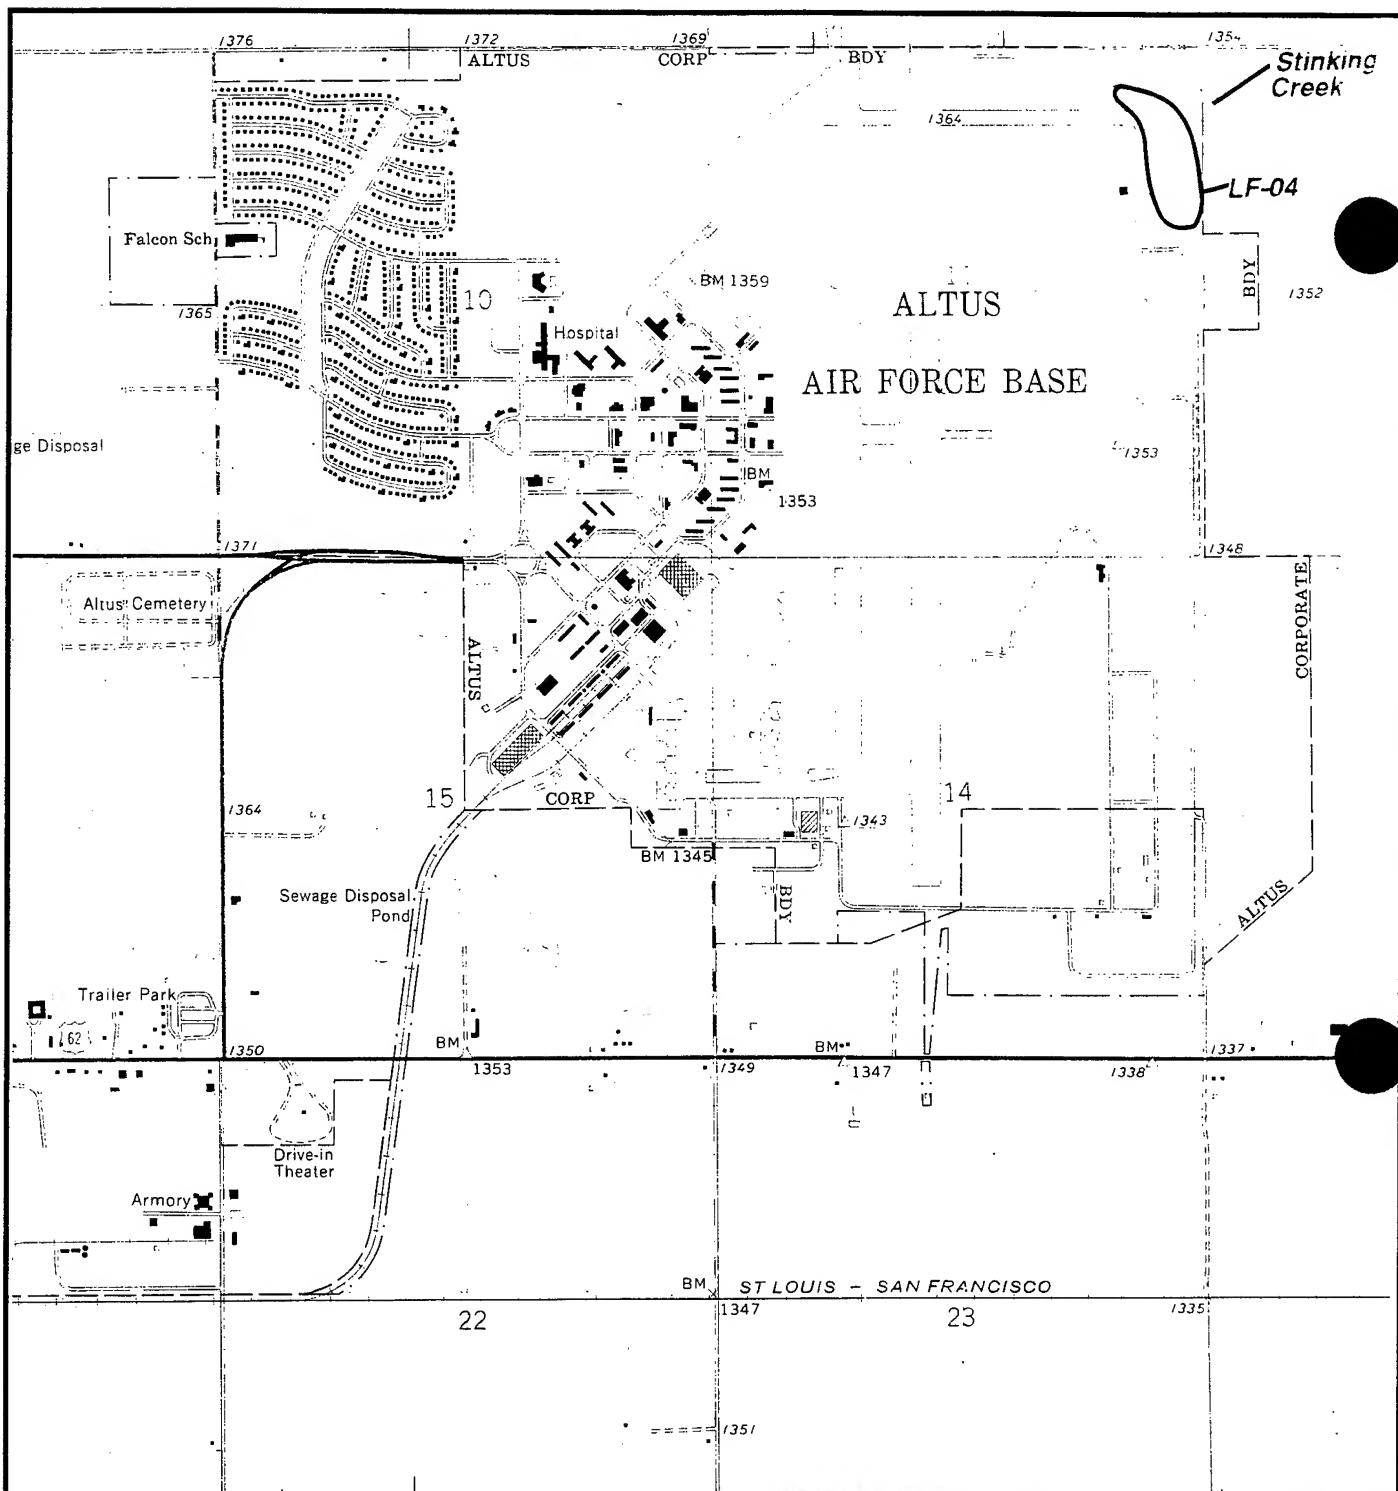 1376
1372
1369
1354
ALTUS
CORP
BDY
Stinking
Creek
1364
LF-04
Falcon Sch
BM 1359
BDY
10
11
ALTUS
1352
1365
Hospital
AIR FORCE BASE
ge Disposal
1353
BM
1353
1371
1348
Altus Cemetery
CORPORATE
ALTUS
15
CORP
14
1364
1343
BM 1345
Sewage Disposal
Pond
BDY
ALTUS
Trailer Park
62
BM
BM
1350
1353
1349
1347
1338
1337
Drive-in
Theater
Armory
BM
ST LOUIS - SAN FRANCISCO
1347
1335
22
23
1351